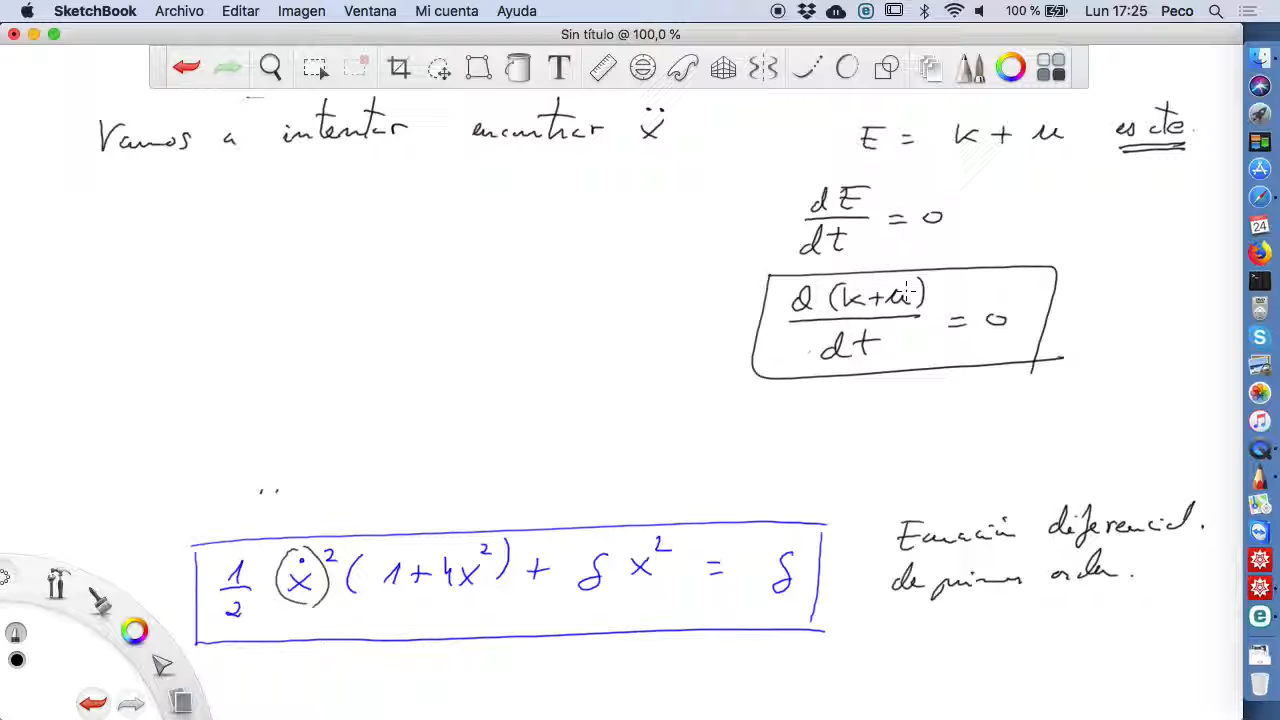 SketchBook Archivo Editar Imagen Ventana Mi cuenta Ayuda 100 % Lun 17:25 Peco
Sin título @ 100,0 %
Vamos a intentar encontrar ẍ
E = K + u es cte.
dE/dt = 0
d (K+u)/dt = 0
1/2 (ẋ)² (1+4x²) + g x² = g
Ecuación diferencial.
de primer orden.